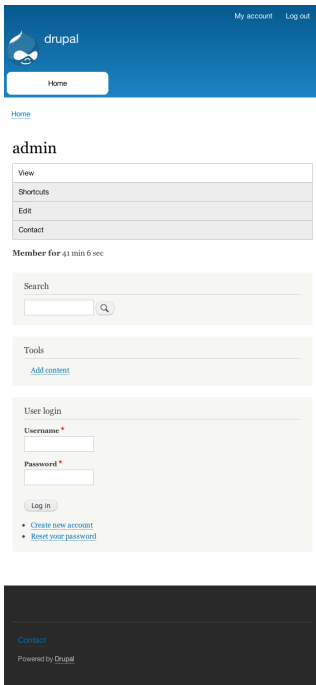 My account Log out
drupal
Home
Home
admin
View
Shortcuts
Edit
Contact
Member for 41 min 6 sec
Search
Tools
Add content
User login
Username *
Password *
Log in
Create new account
Reset your password
Contact
Powered by Drupal